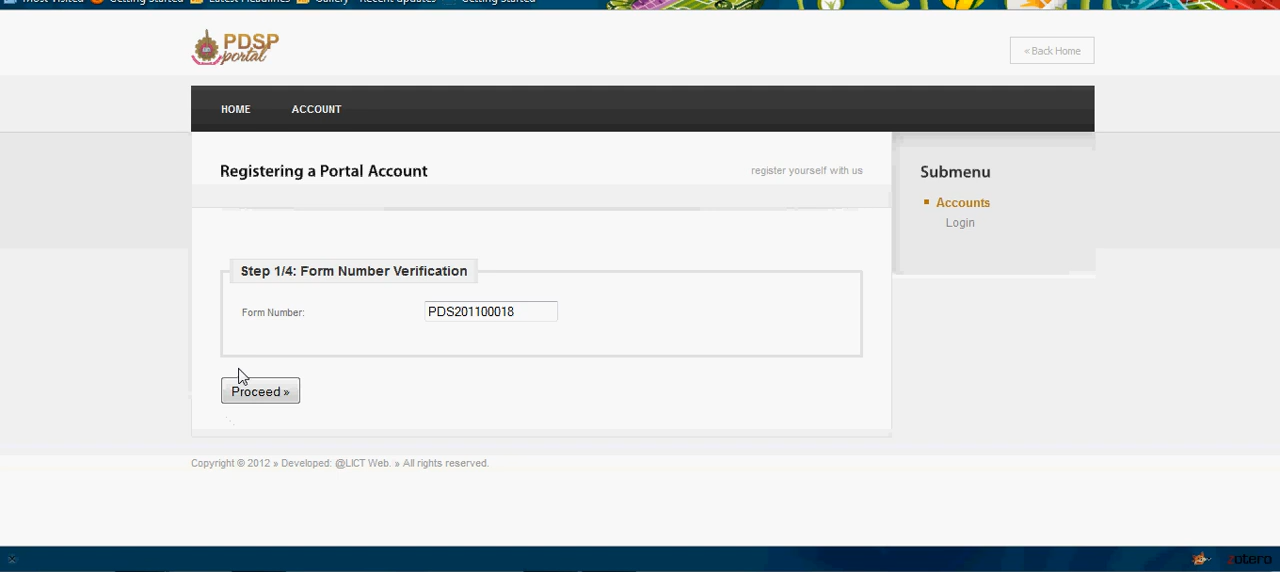 Most Visited Getting Started Latest Headlines Gallery - Recent updates Getting Started
PDSP
portal
< Back Home
HOME ACCOUNT
Registering a Portal Account
register yourself with us
Submenu
Accounts
Login
Step 1/4: Form Number Verification
Form Number: PDS201100018
Proceed »
Copyright © 2012 » Developed: @LICT Web. » All rights reserved.
zotero